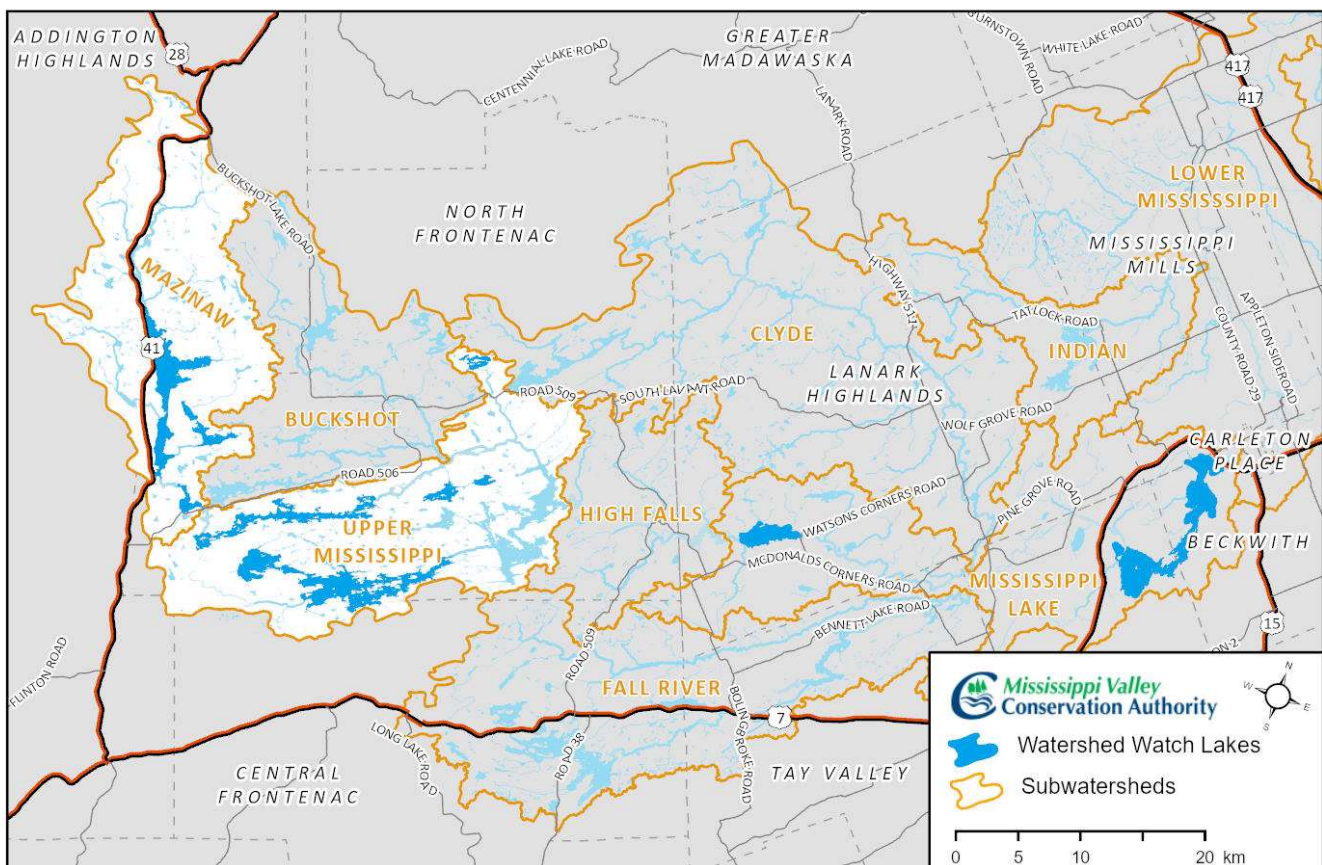 ADDINGTON
HIGHLANDS
28
CENTENNIAL LAKE ROAD
GREATER
MADAWASKA
BURNSTOWN ROAD
WHITE LAKE ROAD
417
417
LANARK ROAD
BUCKSHOT LAKE ROAD
NORTH
FRONTENAC
LOWER
MISSISSSIPPI
MISSISSIPPI
MILLS
MAZINAW
41
HIGHWAY 511
TATLOCK ROAD
CLYDE
INDIAN
COUNTY ROAD 29
APPLETON SIDEROAD
LANARK
HIGHLANDS
ROAD 509
SOUTH LAVANT ROAD
BUCKSHOT
WOLF GROVE ROAD
CARLETON
PLACE
ROAD 506
UPPER
MISSISSIPPI
HIGH FALLS
WATSONS CORNERS ROAD
PINE GROVE ROAD
MCDONALDS CORNERS ROAD
BECKWITH
MISSISSIPPI
LAKE
BENNETT LAKE ROAD
15
FLINTON ROAD
ROAD 509
FALL RIVER
BOLINGBROKE ROAD
7
LONG LAKE ROAD
ROAD 38
CENTRAL
FRONTENAC
TAY VALLEY
Mississippi Valley
Conservation Authority
N
W
E
S
Watershed Watch Lakes
Subwatersheds
0 5 10 20 km